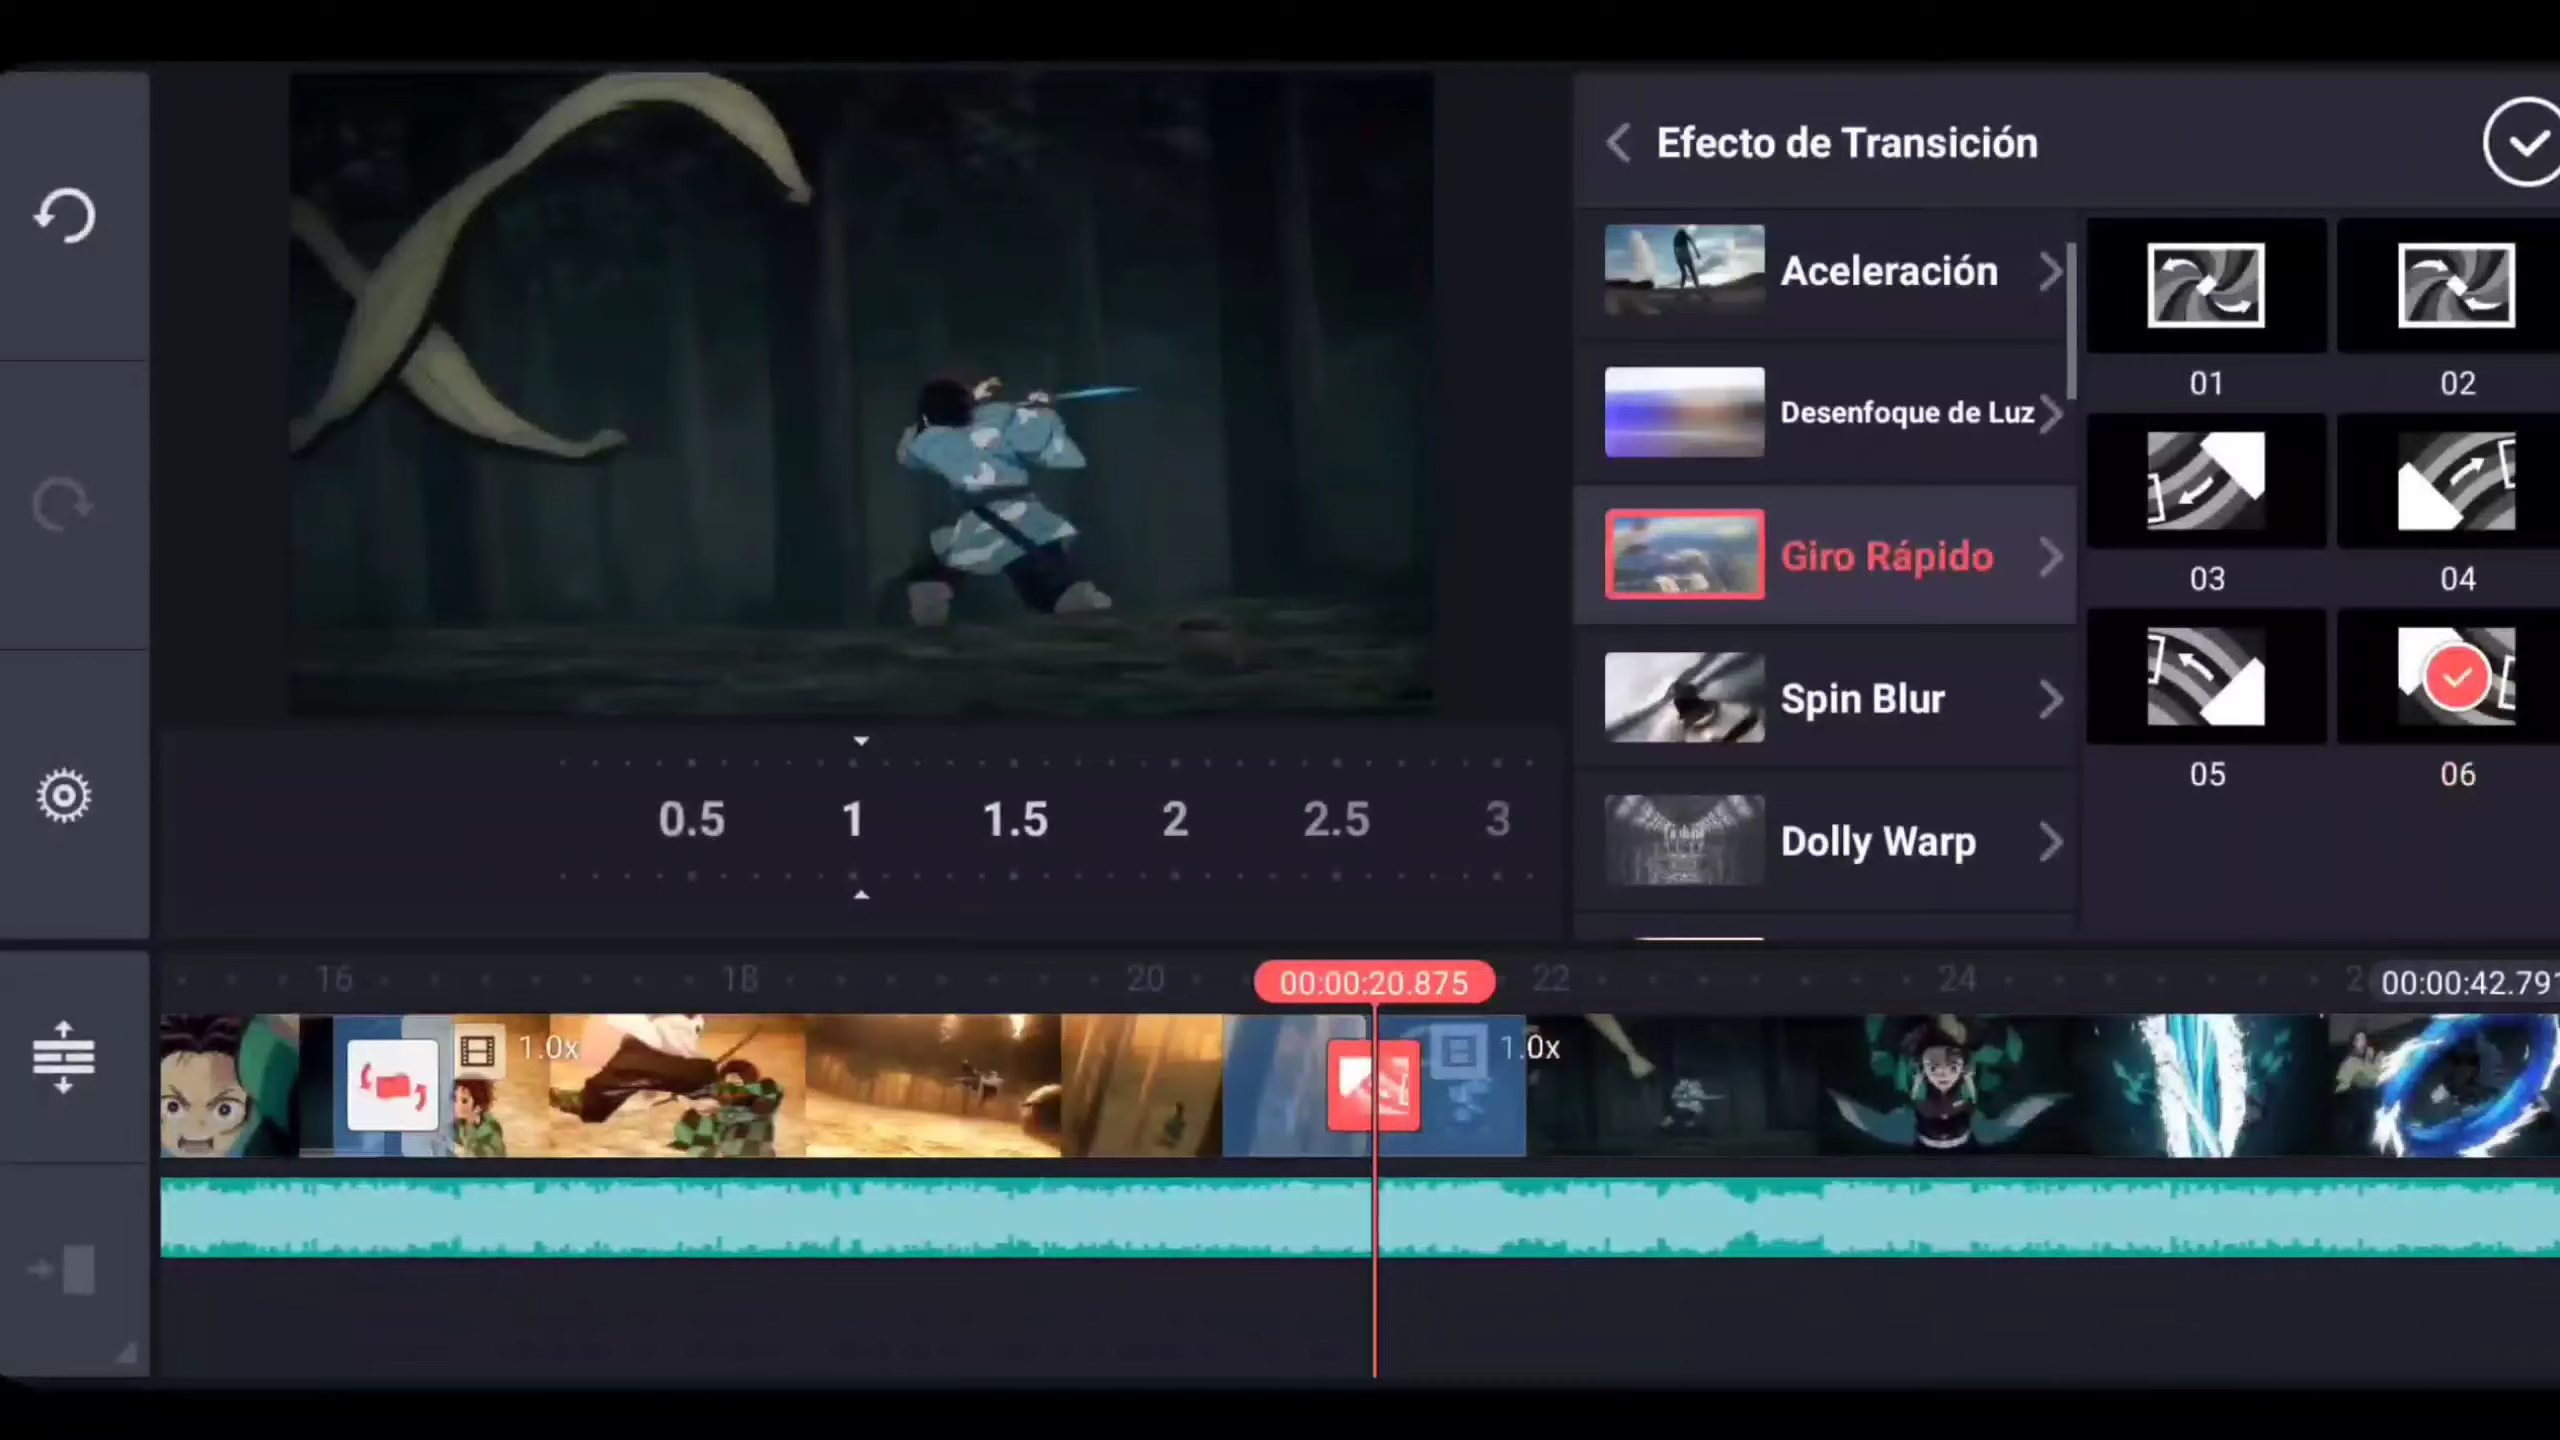 Efecto de Transición
Aceleración
Desenfoque de Luz
Giro Rápido
Spin Blur
Dolly Warp
01
02
03
04
05
06
0.5 1 1.5 2 2.5 3
16 18 20 00:00:20.875 22 24 2 00:00:42.791
1.0x
1.0x